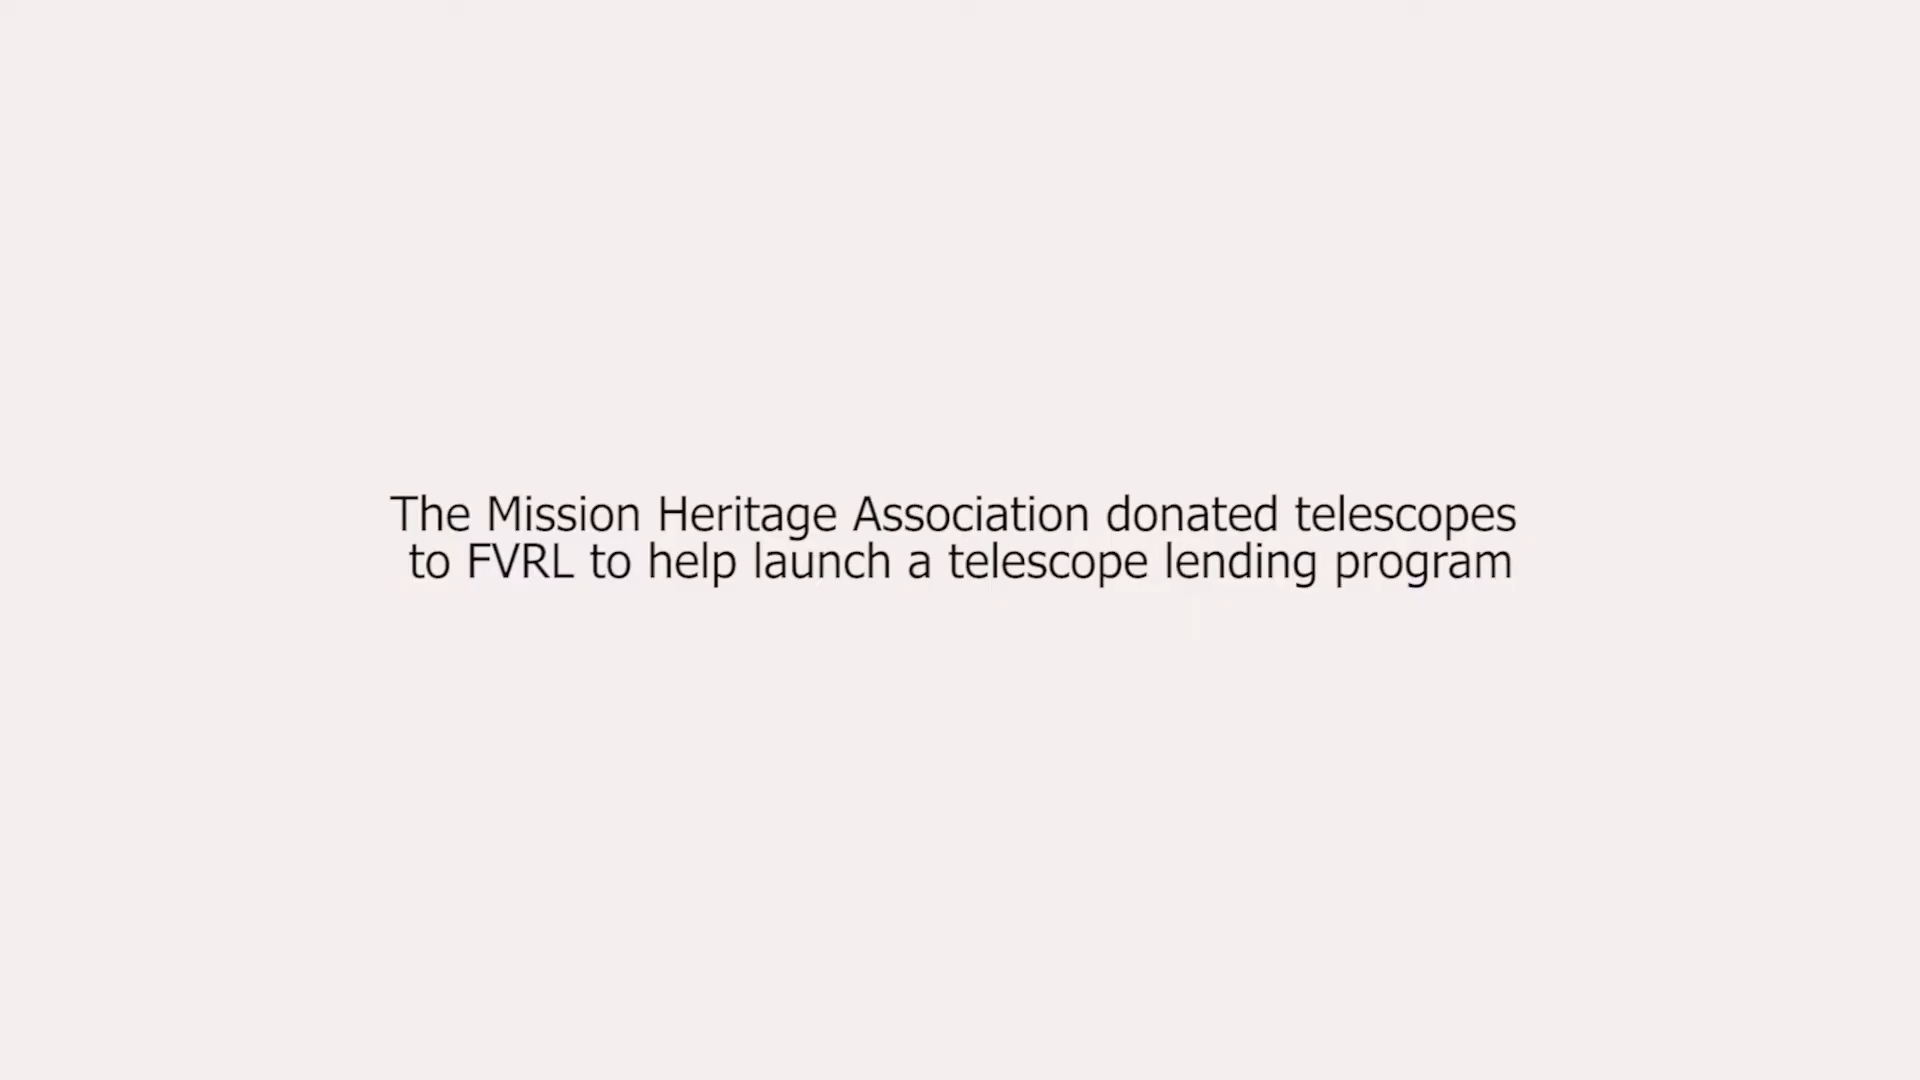 The Mission Heritage Association donated telescopes
to FVRL to help launch a telescope lending program